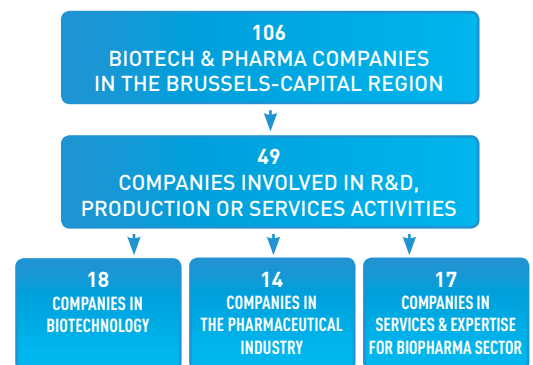 106
BIOTECH & PHARMA COMPANIES
IN THE BRUSSELS-CAPITAL REGION
49
COMPANIES INVOLVED IN R&D,
PRODUCTION OR SERVICES ACTIVITIES
18
COMPANIES IN
BIOTECHNOLOGY
14
COMPANIES IN
THE PHARMACEUTICAL
INDUSTRY
17
COMPANIES IN
SERVICES & EXPERTISE
FOR BIOPHARMA SECTOR